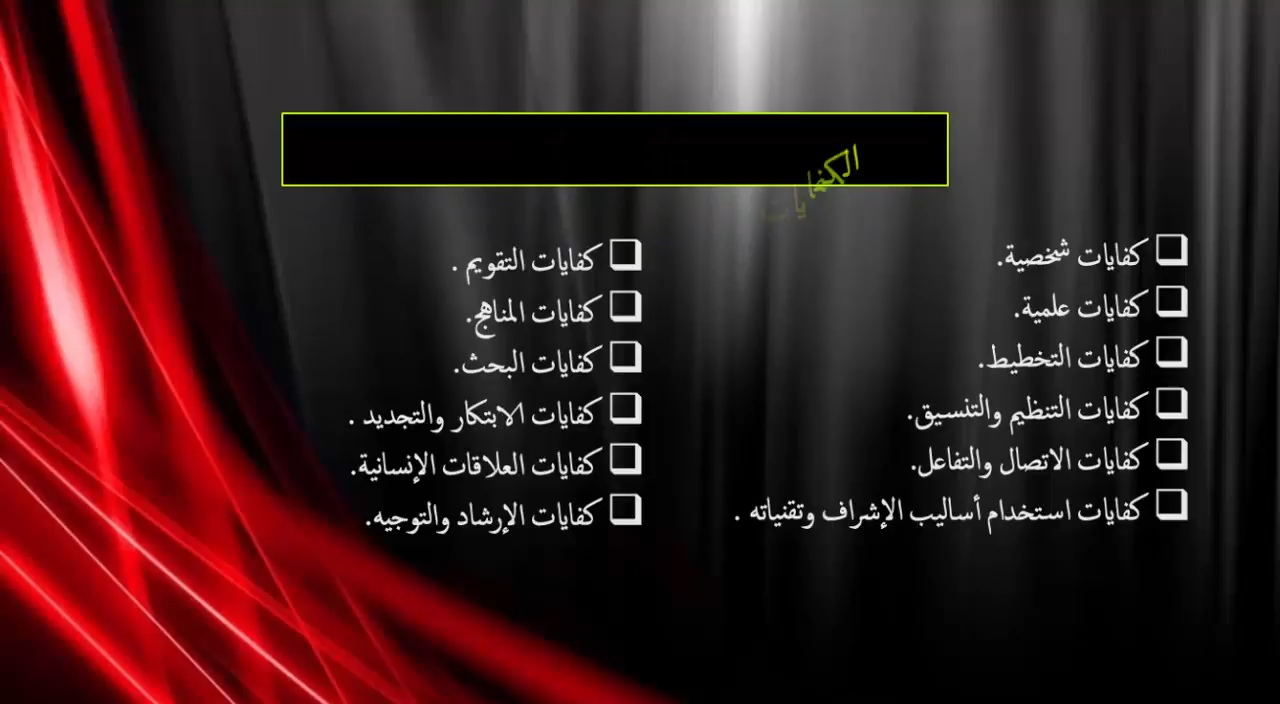 الكفايات
❑ كفايات شخصية.
❑ كفايات علمية.
❑ كفايات التخطيط.
❑ كفايات التنظيم والتنسيق.
❑ كفايات الاتصال والتفاعل.
❑ كفايات استخدام أساليب الإشراف وتقنياته .
❑ كفايات التقويم .
❑ كفايات المناهج.
❑ كفايات البحث.
❑ كفايات الابتكار والتجديد .
❑ كفايات العلاقات الإنسانية.
❑ كفايات الإرشاد والتوجيه.